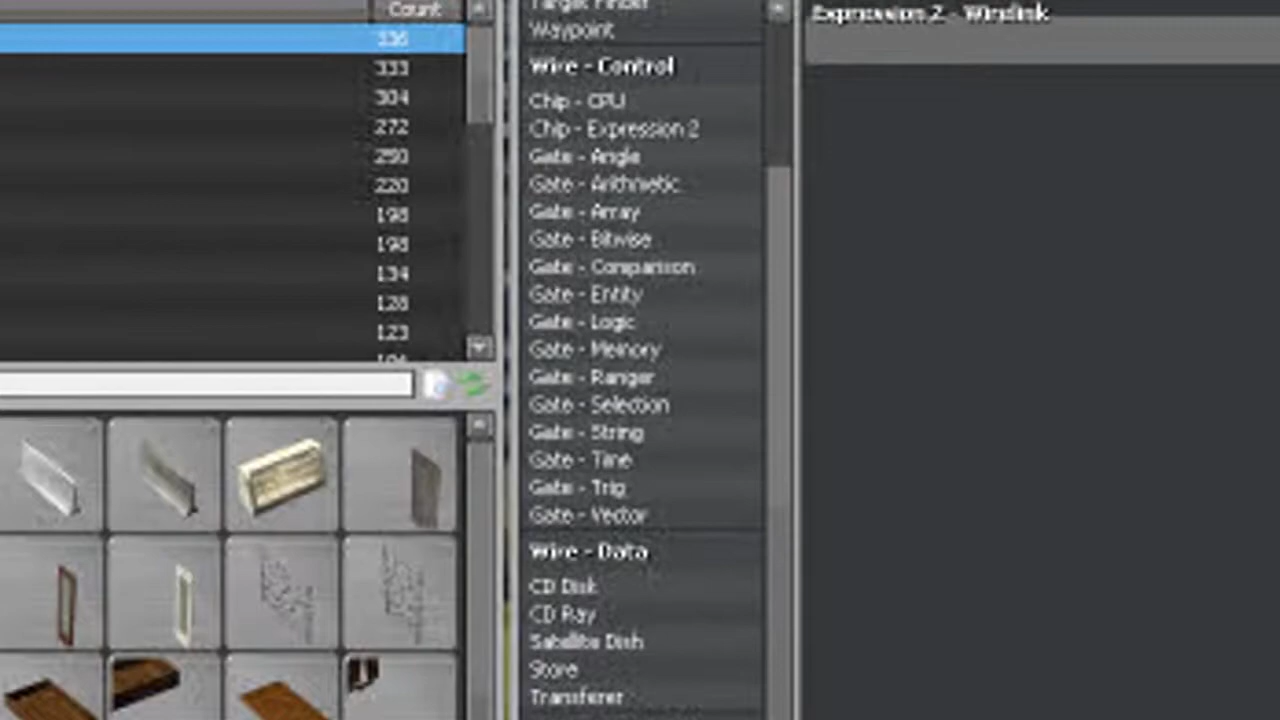 Count
336
333
304
272
250
220
198
198
134
128
123
Target Finder
Waypoint
Wire - Control
Chip - CPU
Chip - Expression 2
Gate - Angle
Gate - Arithmetic
Gate - Array
Gate - Bitwise
Gate - Comparison
Gate - Entity
Gate - Logic
Gate - Memory
Gate - Ranger
Gate - Selection
Gate - String
Gate - Time
Gate - Trig
Gate - Vector
Wire - Data
CD Disk
CD Ray
Satellite Dish
Store
Transferer
Expression 2 - Wirelink